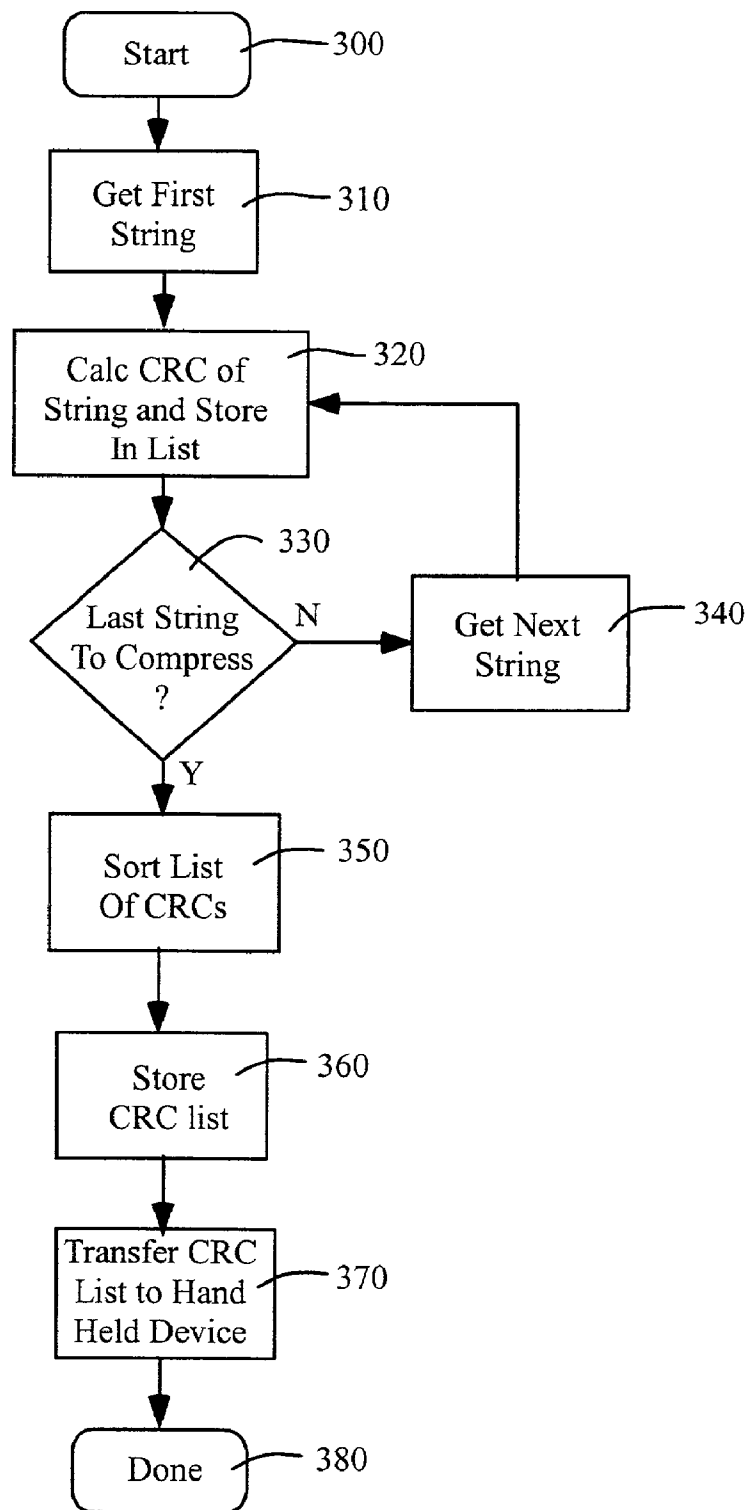 Start
300
Get First
String
310
Calc CRC of
String and Store
In List
320
330
Last String
To Compress
?
N
Get Next
String
340
Y
Sort List
Of CRCs
350
Store
CRC list
360
Transfer CRC
List to Hand
Held Device
370
Done
380